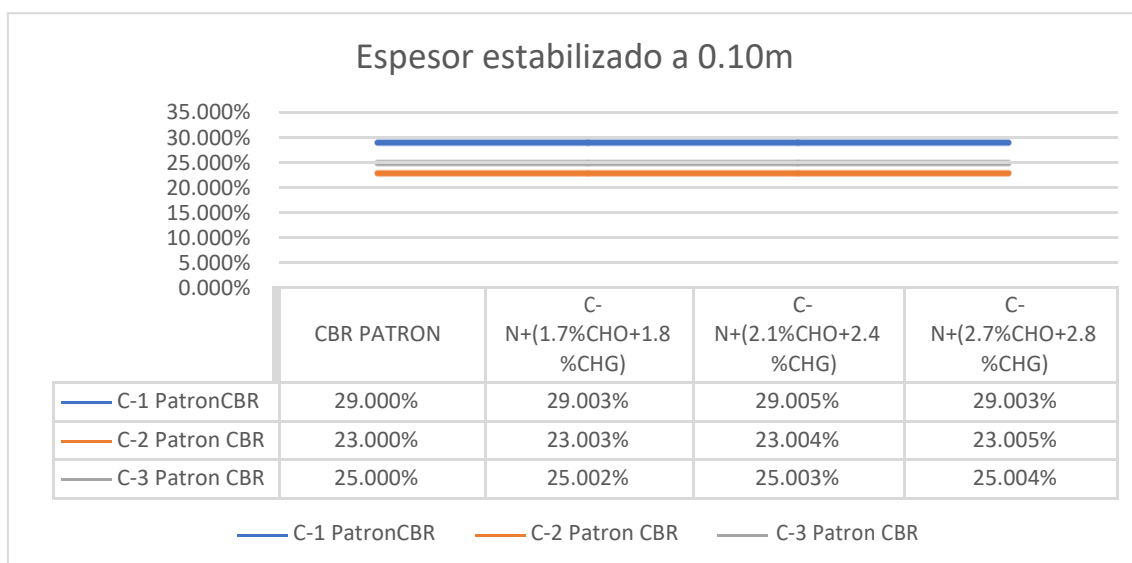 Espesor estabilizado a 0.10m
35.000%
30.000%
25.000%
20.000%
15.000%
10.000%
5.000%
0.000%
CBR PATRON
C-
N+(1.7%CHO+1.8
%CHG)
C-
N+(2.1%CHO+2.4
%CHG)
C-
N+(2.7%CHO+2.8
%CHG)
C-1 PatronCBR 29.000% 29.003% 29.005% 29.003%
C-2 Patron CBR 23.000% 23.003% 23.004% 23.005%
C-3 Patron CBR 25.000% 25.002% 25.003% 25.004%
C-1 PatronCBR C-2 Patron CBR C-3 Patron CBR